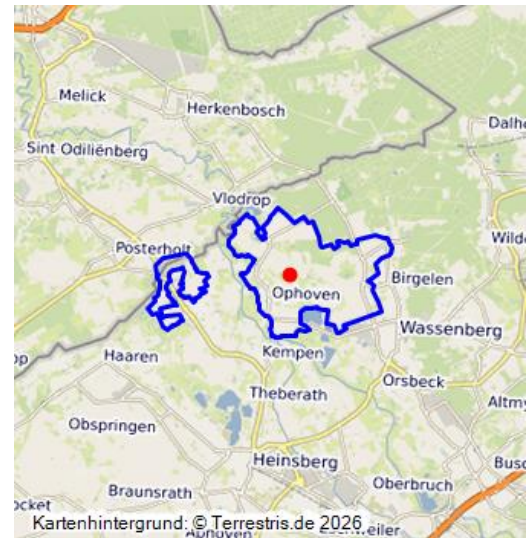 Melick
Herkenbosch
Dalhe
Sint Odiliënberg
Vlodrop
Wilde
Posterholt
Birgelen
Ophoven
Wassenberg
Haaren
Kempen
Orsbeck
Theberath
Altmy
Obspringen
Heinsberg
Busc
Braunsrath
Oberbruch
Kartenhintergrund: © Terrestris.de 2026